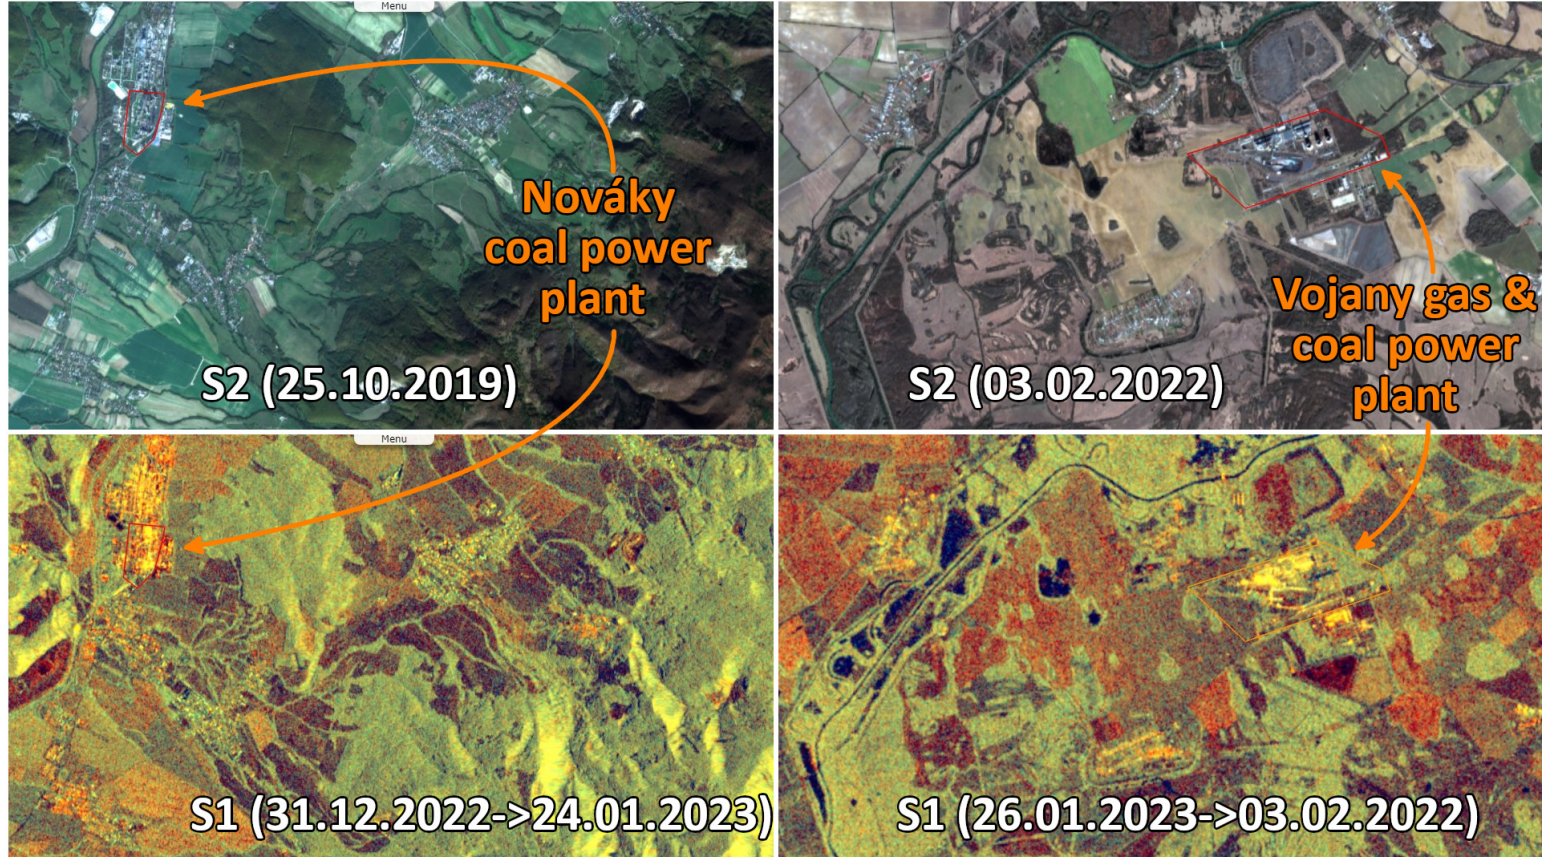 Menu
Nováky
coal power
plant
S2 (25.10.2019)
Vojany gas &
coal power
plant
S2 (03.02.2022)
Menu
S1 (31.12.2022->24.01.2023)
S1 (26.01.2023->03.02.2022)